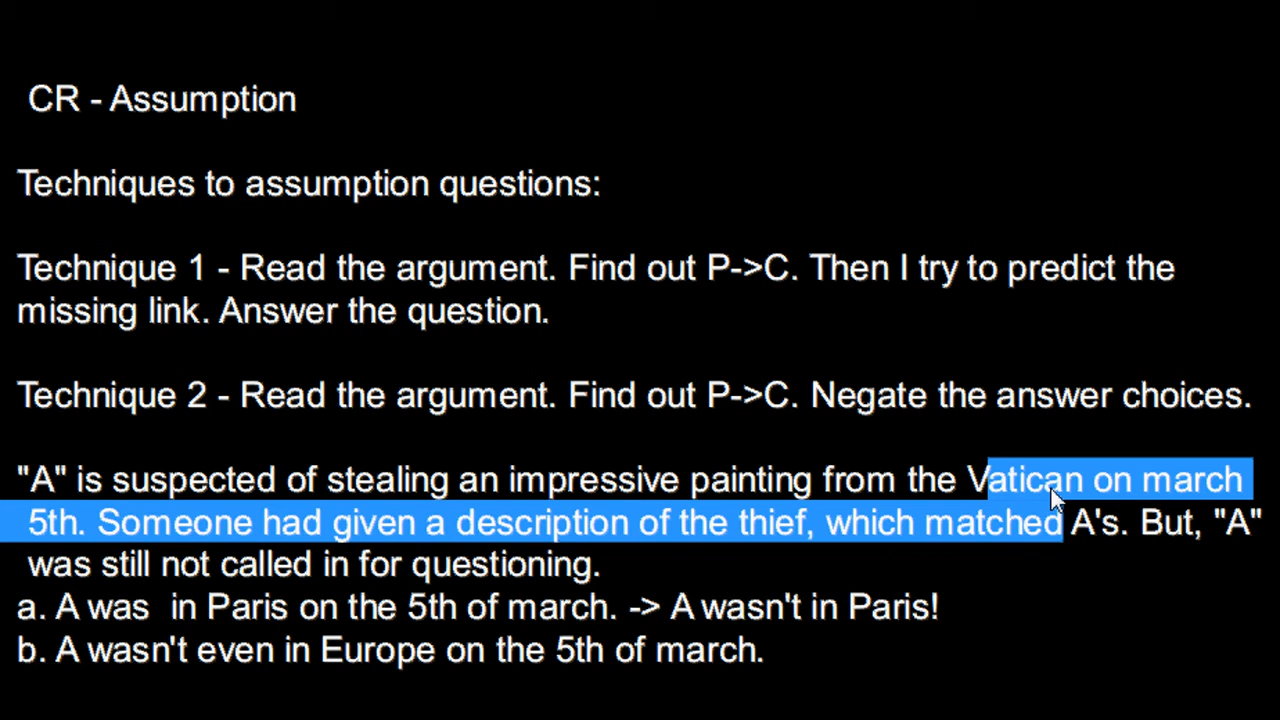 CR - Assumption
Techniques to assumption questions:
Technique 1 - Read the argument. Find out P->C. Then I try to predict the
missing link. Answer the question.
Technique 2 - Read the argument. Find out P->C. Negate the answer choices.
"A" is suspected of stealing an impressive painting from the Vatican on march
5th. Someone had given a description of the thief, which matched A's. But, "A"
was still not called in for questioning.
a. A was  in Paris on the 5th of march. -> A wasn't in Paris!
b. A wasn't even in Europe on the 5th of march.